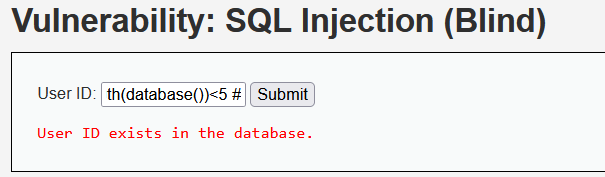 Vulnerability: SQL Injection (Blind)
User ID: th(database())<5 # Submit
User ID exists in the database.